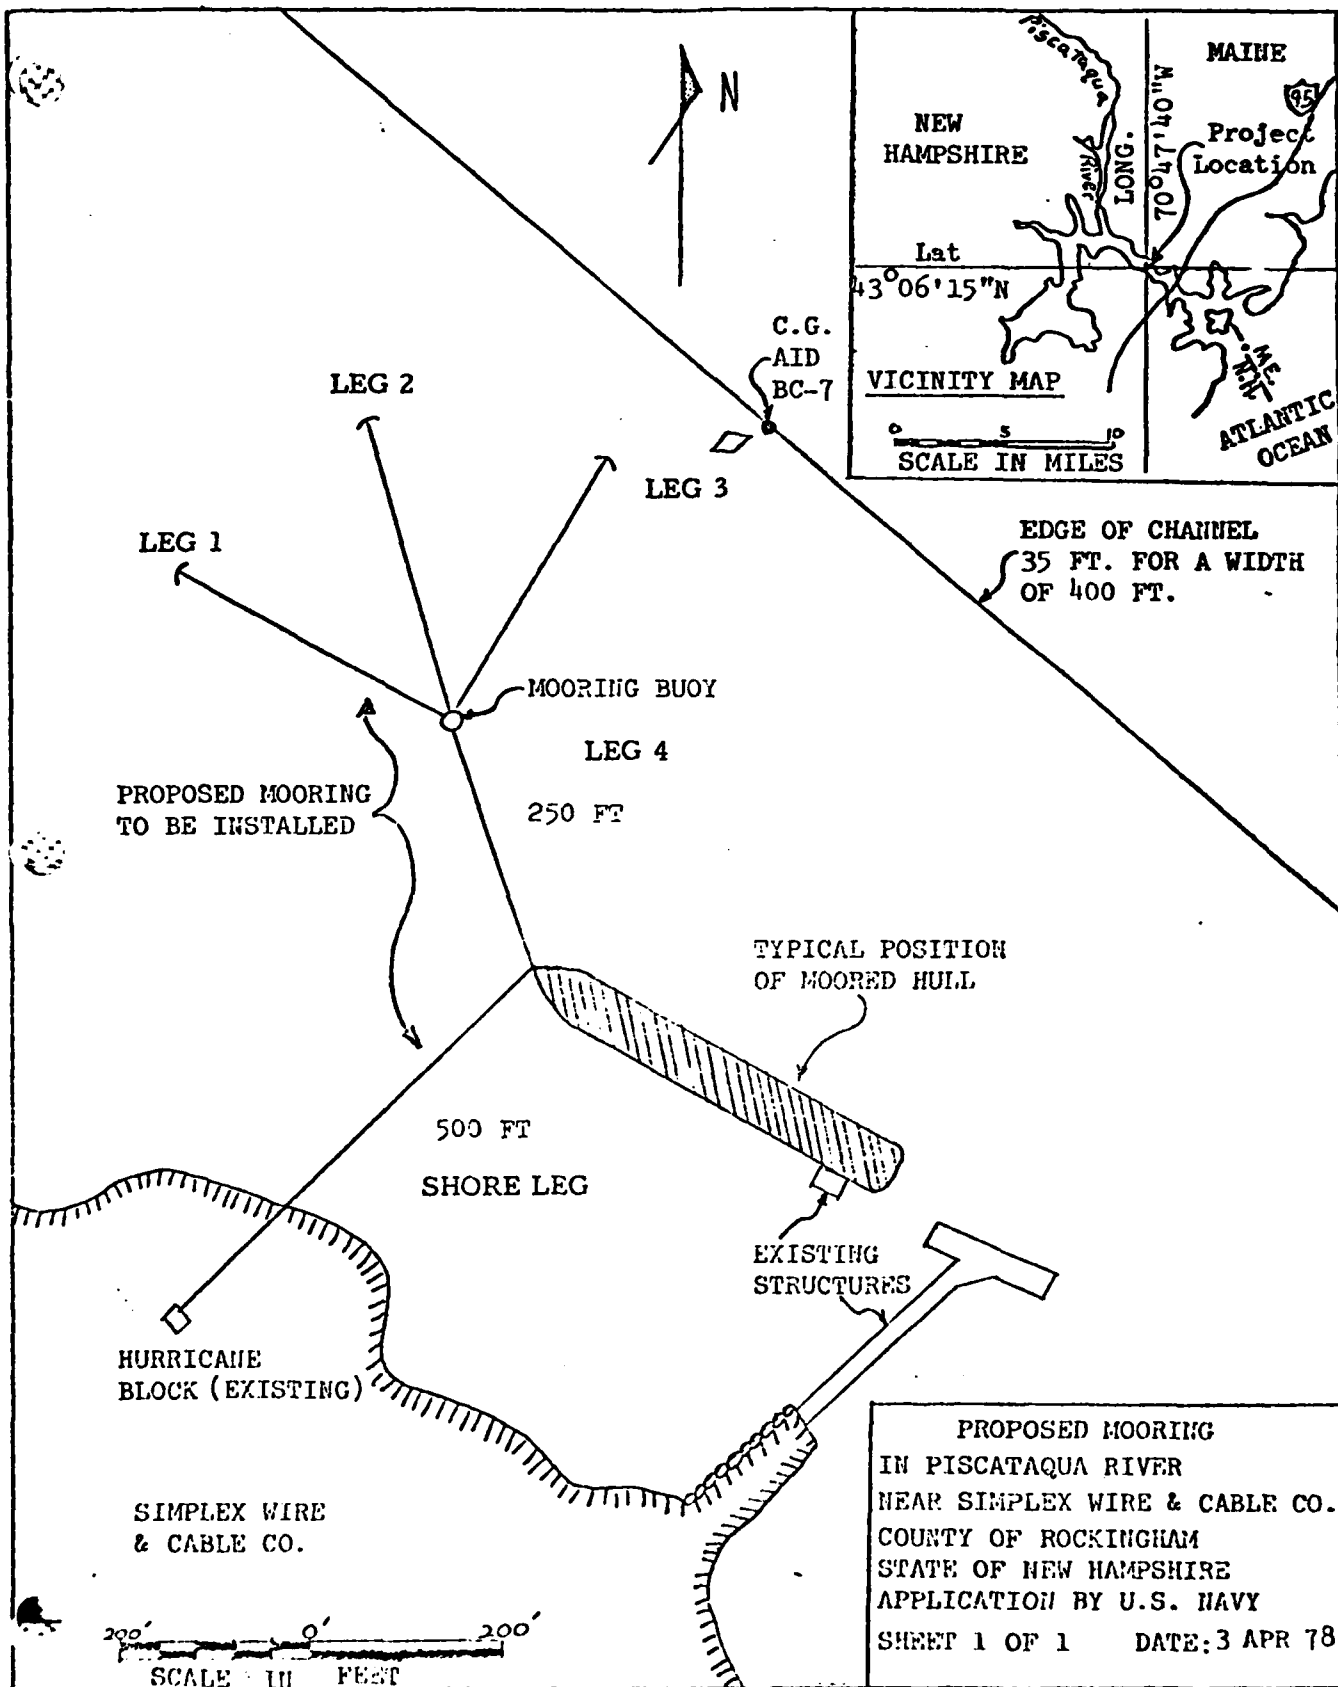 N
Piscataqua
River
NEW
HAMPSHIRE
MAINE
95
LONG.
70°47'40"W
Project
Location
Lat
43°06'15"N
VICINITY MAP
0 5 10
SCALE IN MILES
ME.
N.H.
ATLANTIC
OCEAN
C.G.
AID
BC-7
LEG 2
LEG 3
LEG 1
EDGE OF CHANNEL
35 FT. FOR A WIDTH
OF 400 FT.
MOORING BUOY
LEG 4
250 FT
PROPOSED MOORING
TO BE INSTALLED
TYPICAL POSITION
OF MOORED HULL
500 FT
SHORE LEG
EXISTING
STRUCTURES
HURRICANE
BLOCK (EXISTING)
SIMPLEX WIRE
& CABLE CO.
200' 0' 200'
SCALE IN FEET
PROPOSED MOORING
IN PISCATAQUA RIVER
NEAR SIMPLEX WIRE & CABLE CO.
COUNTY OF ROCKINGHAM
STATE OF NEW HAMPSHIRE
APPLICATION BY U.S. NAVY
SHEET 1 OF 1 DATE: 3 APR 78